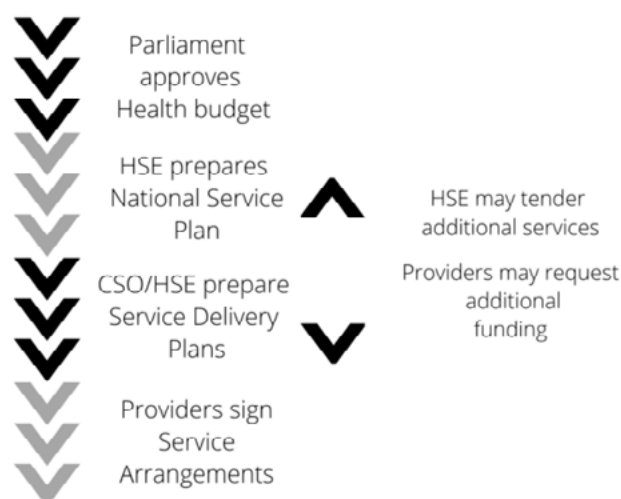 Parliament
approves
Health budget
HSE prepares
National Service
Plan
CSO/HSE prepare
Service Delivery
Plans
Providers sign
Service
Arrangements
HSE may tender
additional services
Providers may request
additional
funding